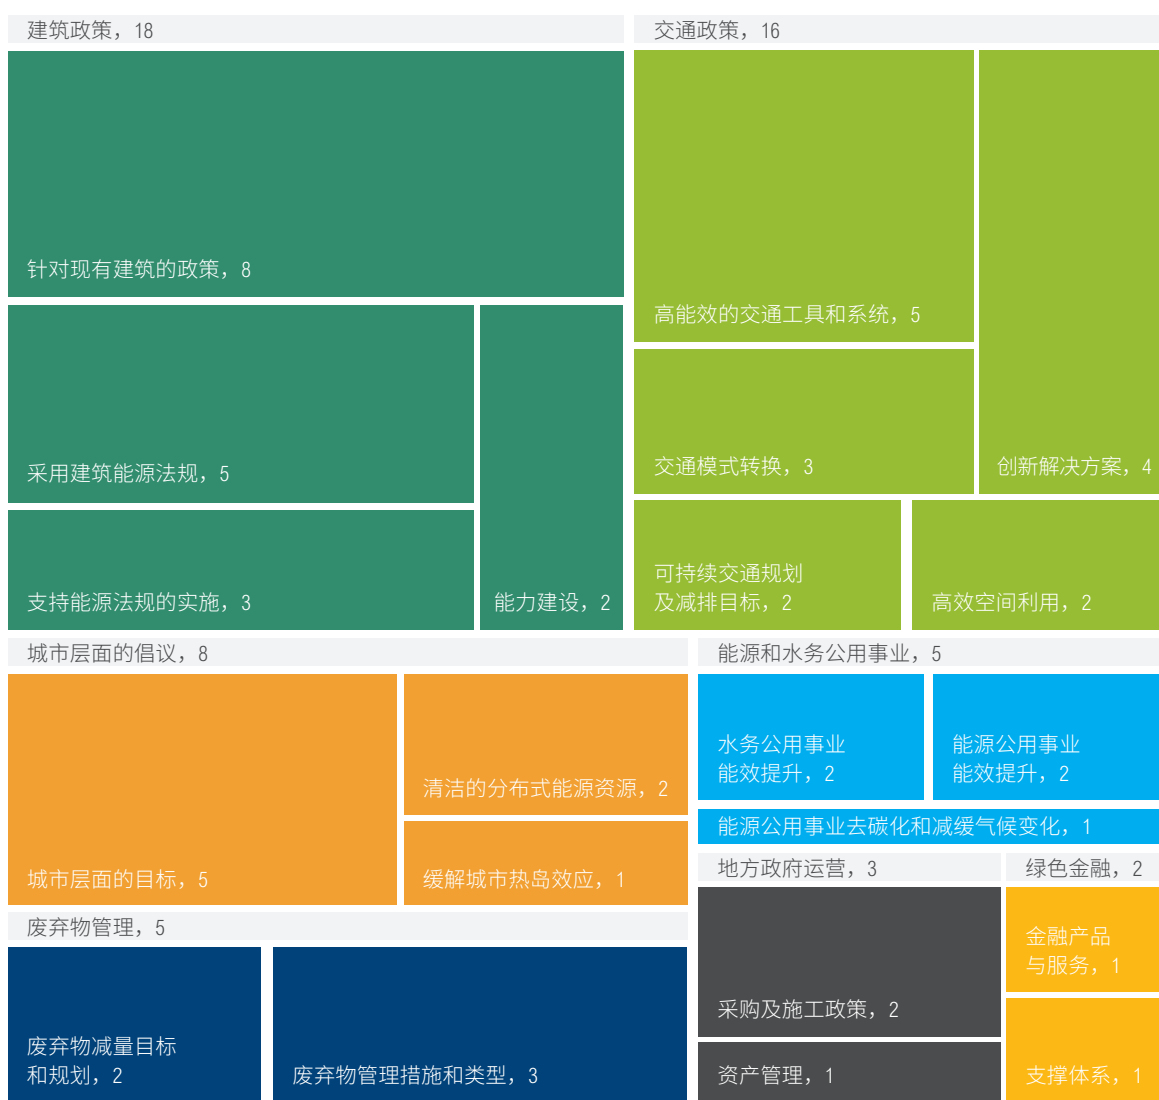 建筑政策，18
针对现有建筑的政策，8
采用建筑能源法规，5
支持能源法规的实施，3
能力建设，2
交通政策，16
高能效的交通工具和系统，5
交通模式转换，3
创新解决方案，4
可持续交通规划
及减排目标，2
高效空间利用，2
城市层面的倡议，8
城市层面的目标，5
清洁的分布式能源资源，2
缓解城市热岛效应，1
能源和水务公用事业，5
水务公用事业
能效提升，2
能源公用事业
能效提升，2
能源公用事业去碳化和减缓气候变化，1
废弃物管理，5
废弃物减量目标
和规划，2
废弃物管理措施和类型，3
地方政府运营，3
采购及施工政策，2
资产管理，1
绿色金融，2
金融产品
与服务，1
支撑体系，1